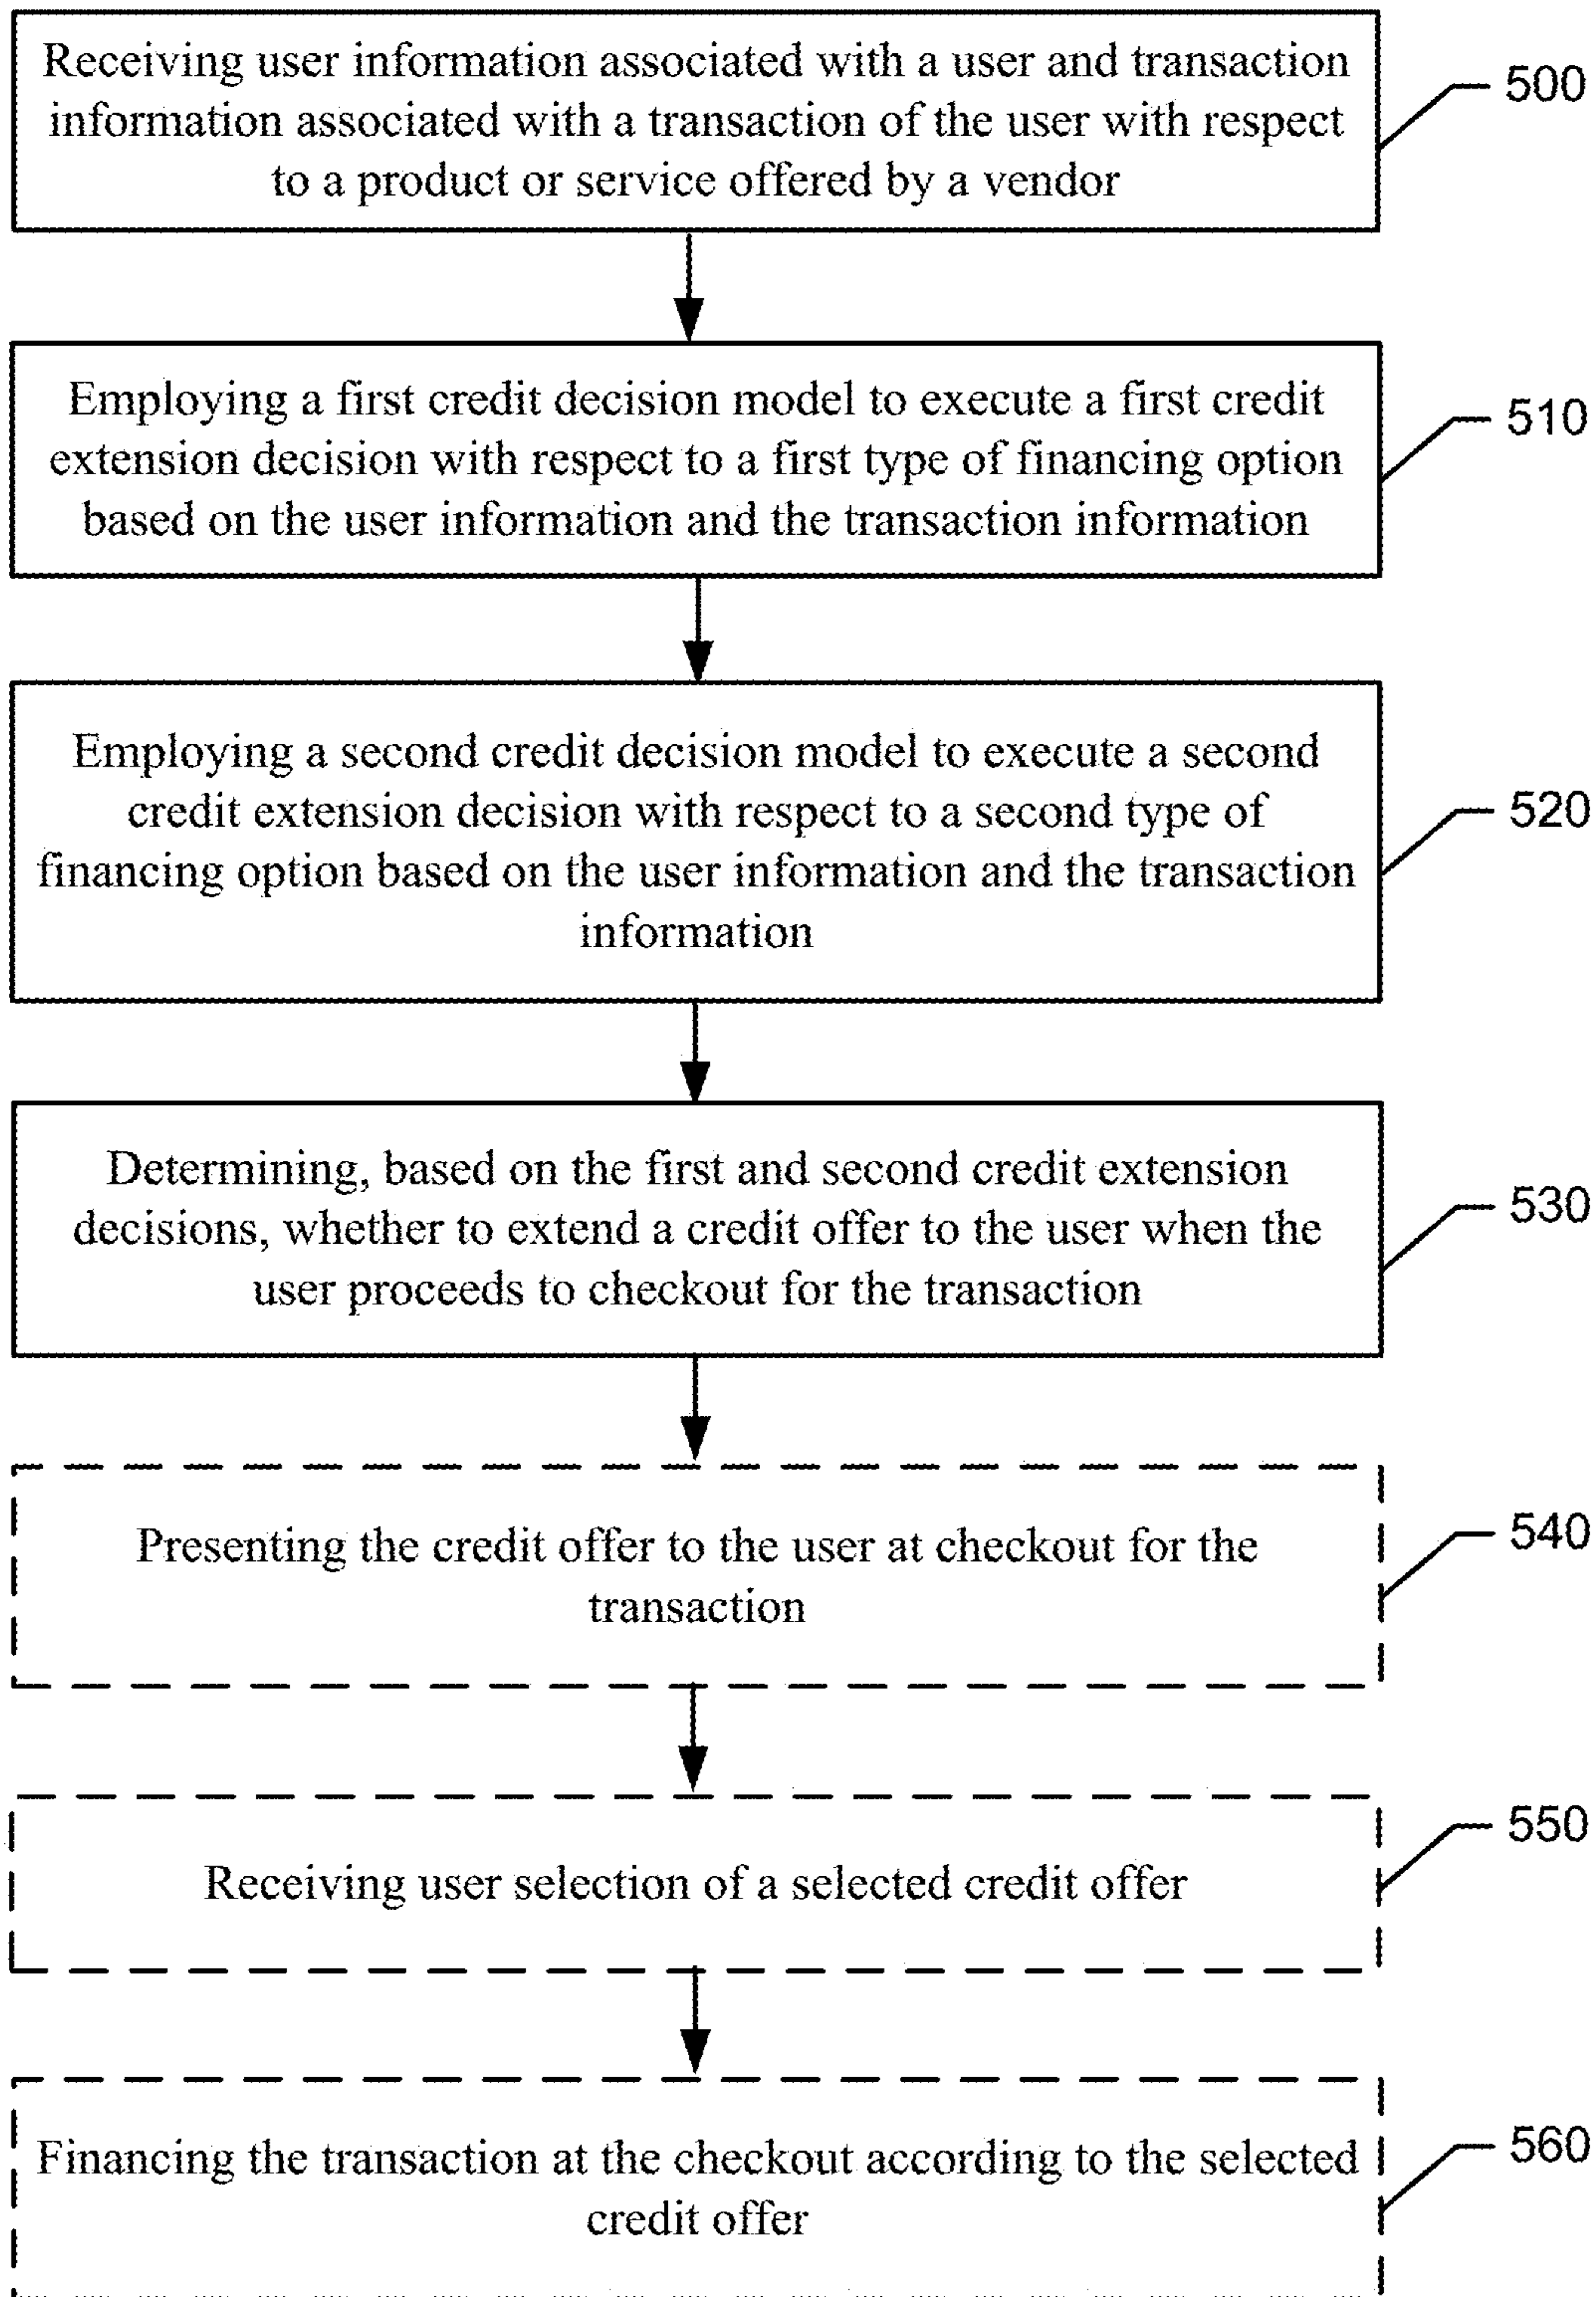 Receiving user information associated with a user and transaction
information associated with a transaction of the user with respect
to a product or service offered by a vendor
500
Employing a first credit decision model to execute a first credit
extension decision with respect to a first type of financing option
based on the user information and the transaction information
510
Employing a second credit decision model to execute a second
credit extension decision with respect to a second type of
financing option based on the user information and the transaction
information
520
Determining, based on the first and second credit extension
decisions, whether to extend a credit offer to the user when the
user proceeds to checkout for the transaction
530
Presenting the credit offer to the user at checkout for the
transaction
540
Receiving user selection of a selected credit offer
550
Financing the transaction at the checkout according to the selected
credit offer
560